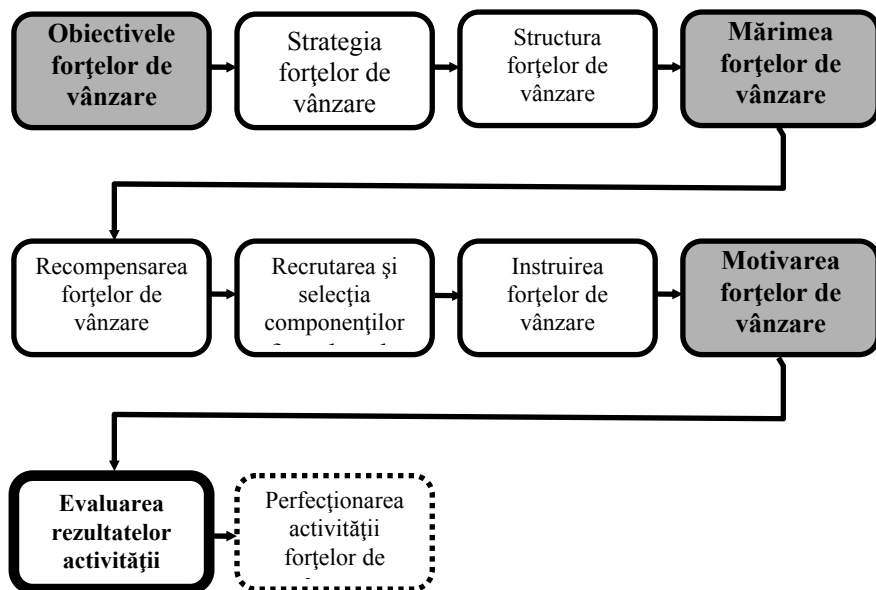 Obiectivele
forţelor de
vânzare
Strategia
forţelor de
vânzare
Structura
forţelor de
vânzare
Mărimea
forţelor de
vânzare
Recompensarea
forţelor de
vânzare
Recrutarea şi
selecţia
componenţilor
Instruirea
forţelor de
vânzare
Motivarea
forţelor de
vânzare
Evaluarea
rezultatelor
activităţii
Perfecţionarea
activităţii
forţelor de